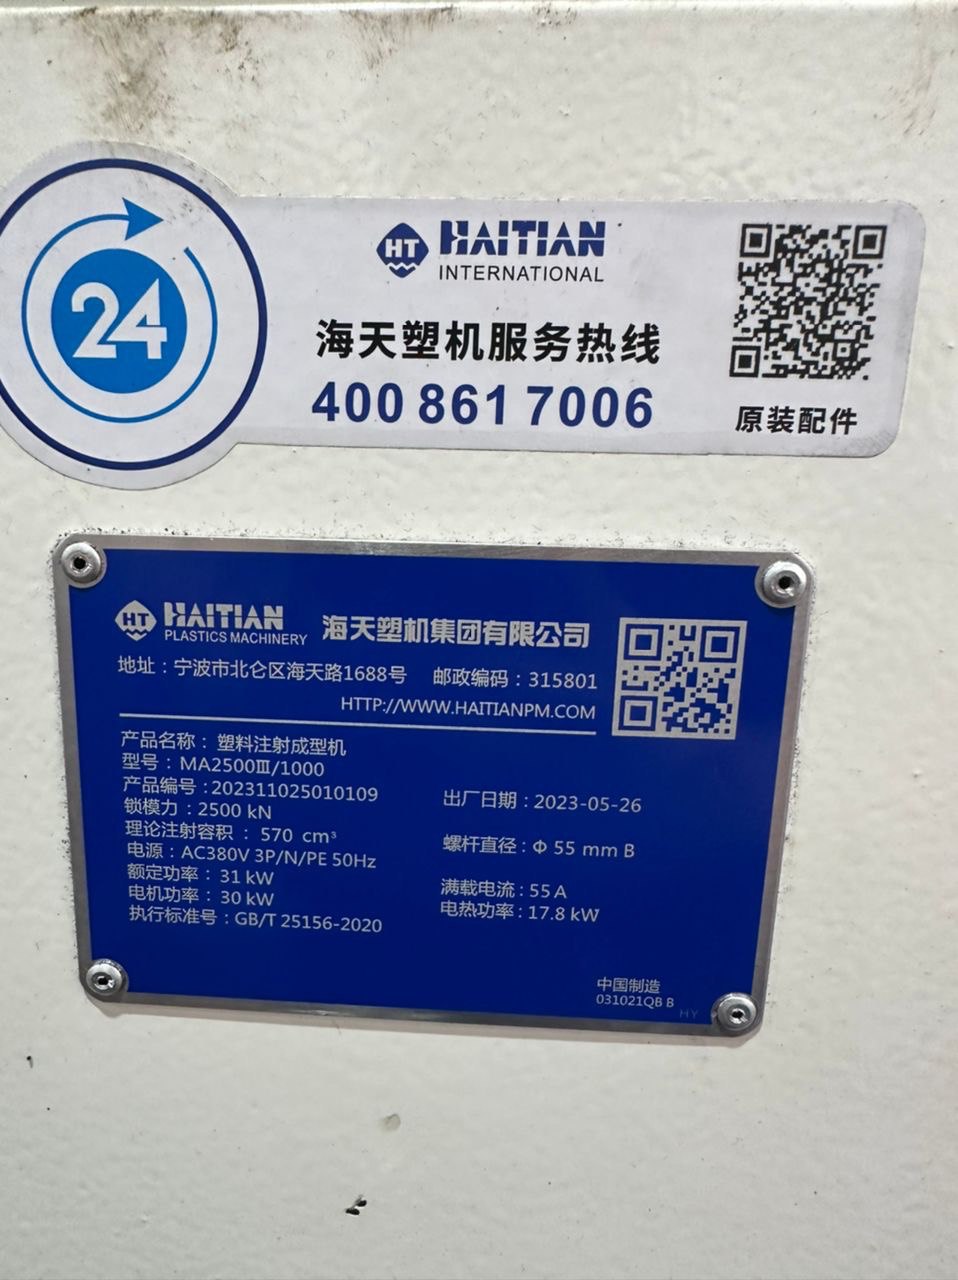 24
HT HAITIAN
INTERNATIONAL
海天塑机服务热线
400 861 7006
原装配件
HT HAITIAN
PLASTICS MACHINERY
海天塑机集团有限公司
地址：宁波市北仑区海天路1688号 邮政编码：315801
HTTP://WWW.HAITIANPM.COM
产品名称：塑料注射成型机
型号：MA2500Ⅲ/1000
产品编号：202311025010109
出厂日期：2023-05-26
锁模力：2500 kN
理论注射容积： 570 cm³
螺杆直径：Φ 55 mm B
电源：AC380V 3P/N/PE 50Hz
额定功率： 31 kW
满载电流：55 A
电机功率： 30 kW
电热功率：17.8 kW
执行标准号：GB/T 25156-2020
中国制造
031021QB B
HY